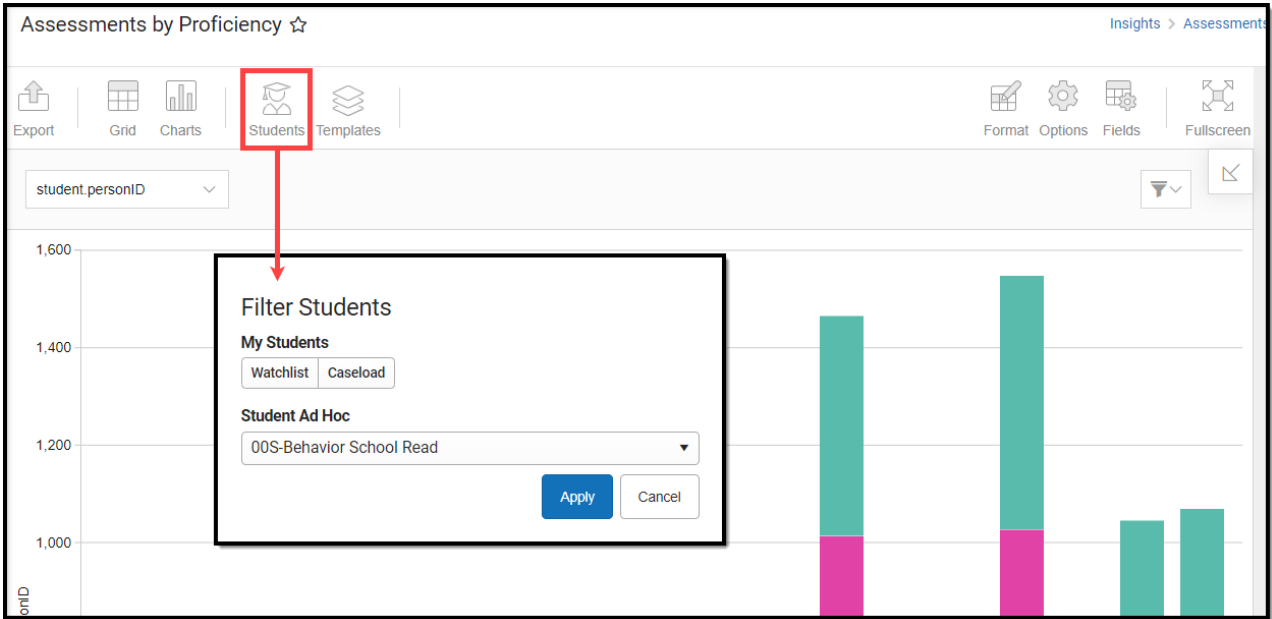 Assessments by Proficiency
Insights > Assessments
Export Grid Charts Students Templates Format Options Fields Fullscreen
student.personID
1,600
1,400
1,200
1,000
Filter Students
My Students
Watchlist Caseload
Student Ad Hoc
00S-Behavior School Read
Apply Cancel
onID